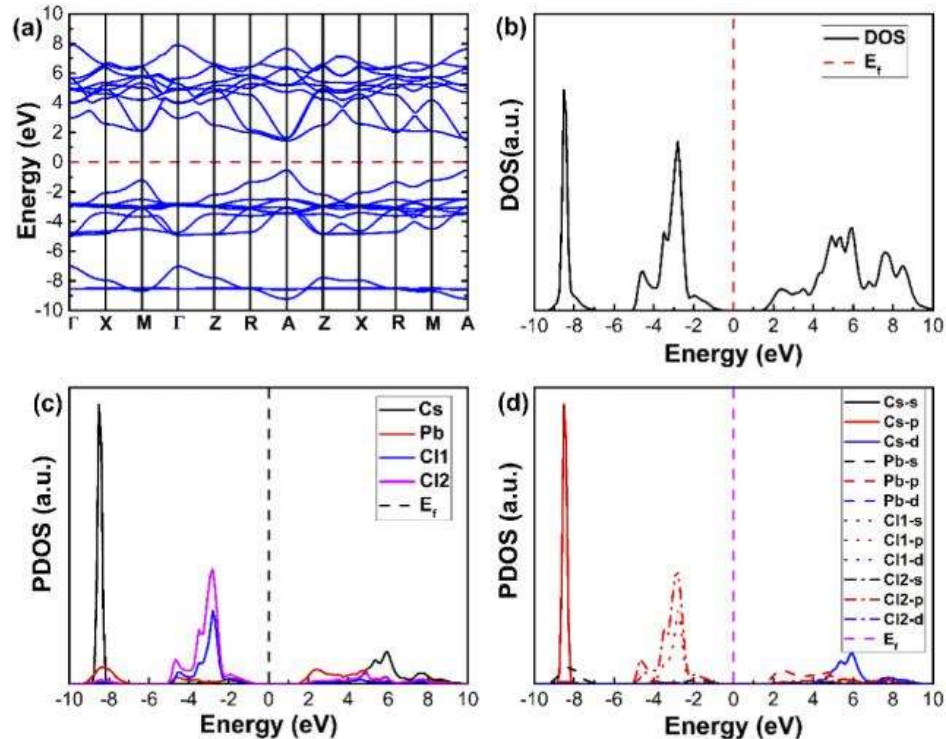 (a)
10
8
6
4
2
0
-2
-4
-6
-8
-10
Energy (eV)
Γ X M Γ Z R A Z X R M A
(b)
DOS
E_f
DOS(a.u.)
-10 -8 -6 -4 -2 0 2 4 6 8 10
Energy (eV)
(c)
Cs
Pb
Cl1
Cl2
E_f
PDOS (a.u.)
-10 -8 -6 -4 -2 0 2 4 6 8 10
Energy (eV)
(d)
Cs-s
Cs-p
Cs-d
Pb-s
Pb-p
Pb-d
Cl1-s
Cl1-p
Cl1-d
Cl2-s
Cl2-p
Cl2-d
E_f
PDOS (a.u.)
-10 -8 -6 -4 -2 0 2 4 6 8 10
Energy (eV)